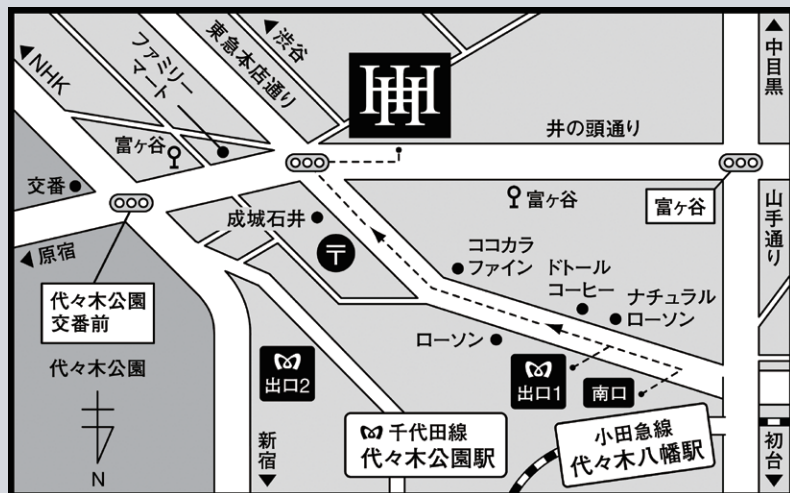 ▲中目黒
◀渋谷
東急本店通り
ファミリー
マート
◀NHK
HHH
井の頭通り
富ヶ谷
交番
富ヶ谷
富ヶ谷
山手通り
成城石井
〒
◀原宿
ココカラ
ファイン
ドトール
コーヒー
ナチュラル
ローソン
代々木公園
交番前
ローソン
代々木公園
出口2
出口1
南口
千代田線
代々木公園駅
小田急線
代々木八幡駅
新宿▼
初台▼
N